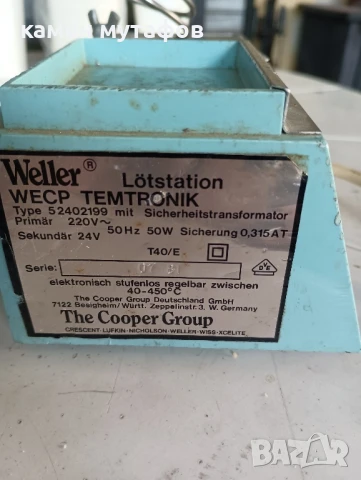 камен мутафов
Weller® Lötstation
WECP TEMTRONIK
Type 52402199 mit Sicherheitstransformator
Primär 220V~ 50Hz 50W Sicherung 0,315AT
Sekundär 24V
T40/E
Serie:
VDE
elektronisch stufenlos regelbar zwischen
40-450°C
The Cooper Group Deutschland GmbH
7122 Besigheim/Württ. Zeppelinstr. 3. W. Germany
The Cooper Group
CRESCENT·LUFKIN·NICHOLSON·WELLER·WISS·XCELITE
BAZAR
bg